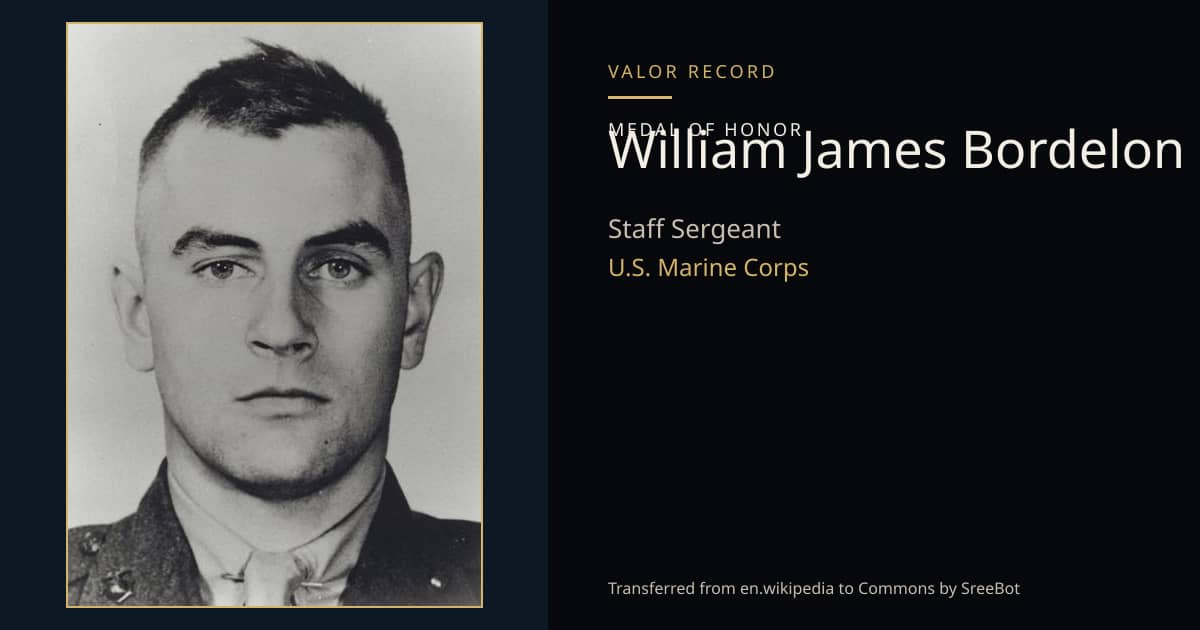 VALOR RECORD
MEDAL OF HONOR
William James Bordelon
Staff Sergeant
U.S. Marine Corps
Transferred from en.wikipedia to Commons by SreeBot